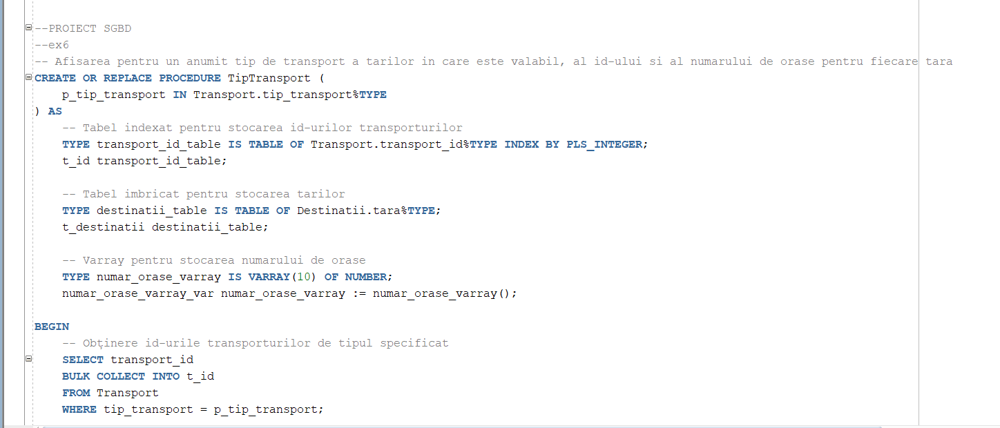 --PROIECT SGBD
--ex6
-- Afisarea pentru un anumit tip de transport a tarilor in care este valabil, al id-ului si al numarului de orase pentru fiecare tara
CREATE OR REPLACE PROCEDURE TipTransport (
    p_tip_transport IN Transport.tip_transport%TYPE
) AS
    -- Tabel indexat pentru stocarea id-urilor transporturilor
    TYPE transport_id_table IS TABLE OF Transport.transport_id%TYPE INDEX BY PLS_INTEGER;
    t_id transport_id_table;
    -- Tabel imbricat pentru stocarea tarilor
    TYPE destinatii_table IS TABLE OF Destinatii.tara%TYPE;
    t_destinatii destinatii_table;
    -- Varray pentru stocarea numarului de orase
    TYPE numar_orase_varray IS VARRAY(10) OF NUMBER;
    numar_orase_varray_var numar_orase_varray := numar_orase_varray();
BEGIN
    -- Obținere id-urile transporturilor de tipul specificat
    SELECT transport_id
    BULK COLLECT INTO t_id
    FROM Transport
    WHERE tip_transport = p_tip_transport;